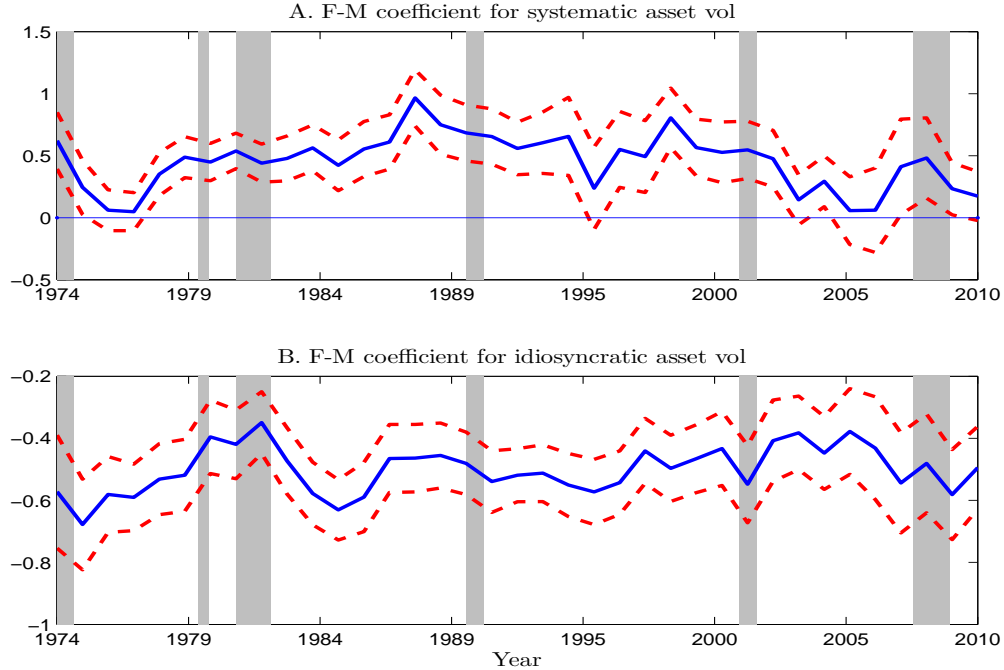 A. F-M coefficient for systematic asset vol
1.5
1
0.5
0
−0.5
1974 1979 1984 1989 1995 2000 2005 2010
B. F-M coefficient for idiosyncratic asset vol
−0.2
−0.4
−0.6
−0.8
−1
1974 1979 1984 1989 1995 2000 2005 2010
Year